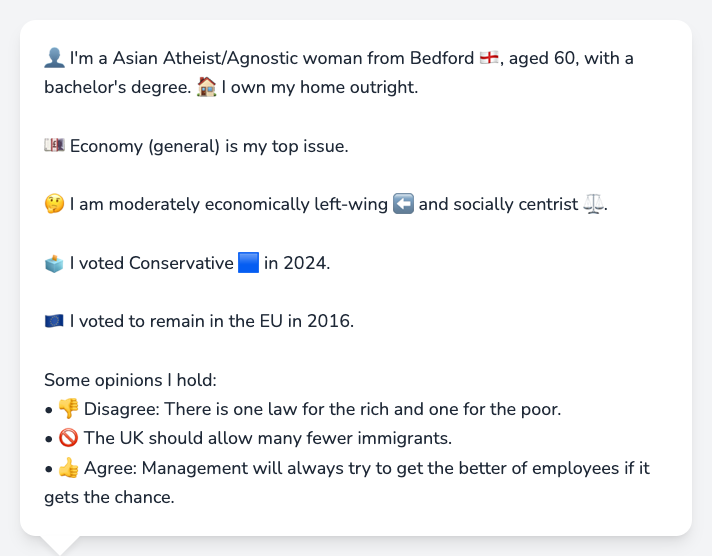 👤 I'm a Asian Atheist/Agnostic woman from Bedford 🏴󠁧󠁢󠁥󠁮󠁧󠁿, aged 60, with a
bachelor's degree. 🏠 I own my home outright.
💷 Economy (general) is my top issue.
🤔 I am moderately economically left-wing ⬅️ and socially centrist ⚖️.
🗳️ I voted Conservative 🟦 in 2024.
🇪🇺 I voted to remain in the EU in 2016.
Some opinions I hold:
• 👎 Disagree: There is one law for the rich and one for the poor.
• 🚫 The UK should allow many fewer immigrants.
• 👍 Agree: Management will always try to get the better of employees if it
gets the chance.